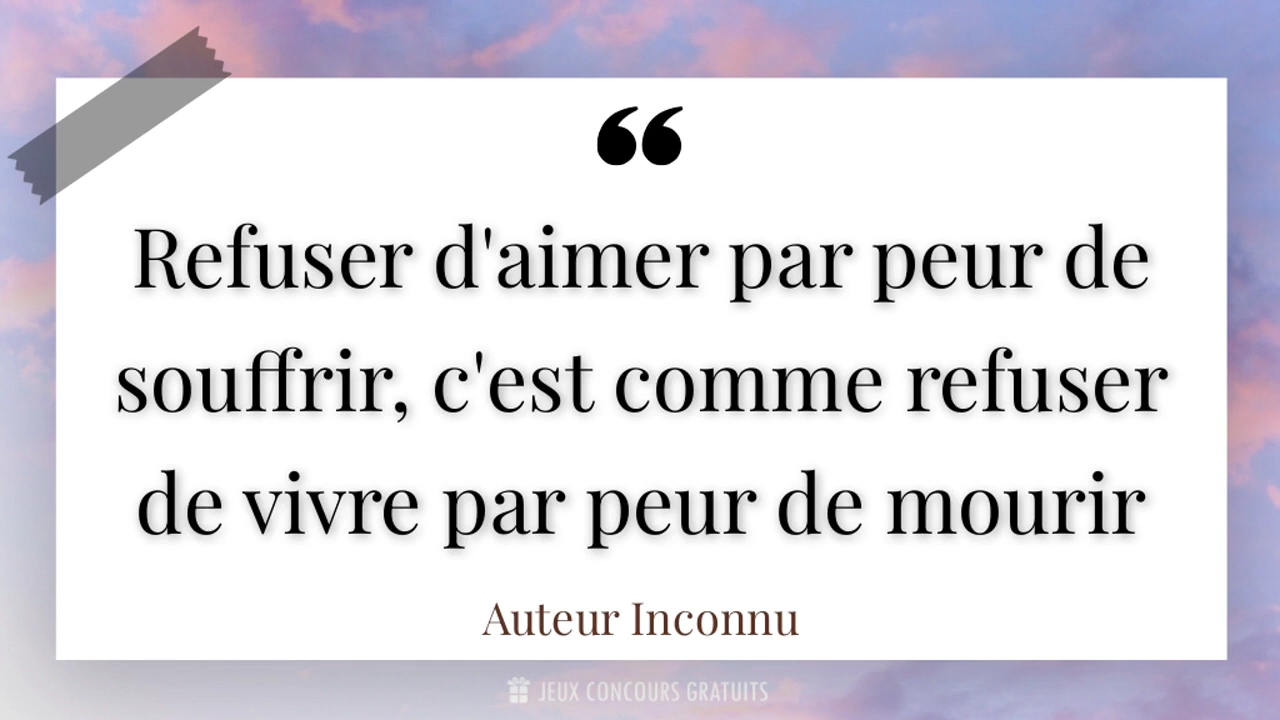 “
Refuser d'aimer par peur de
souffrir, c'est comme refuser
de vivre par peur de mourir
Auteur Inconnu
JEUX CONCOURS GRATUITS